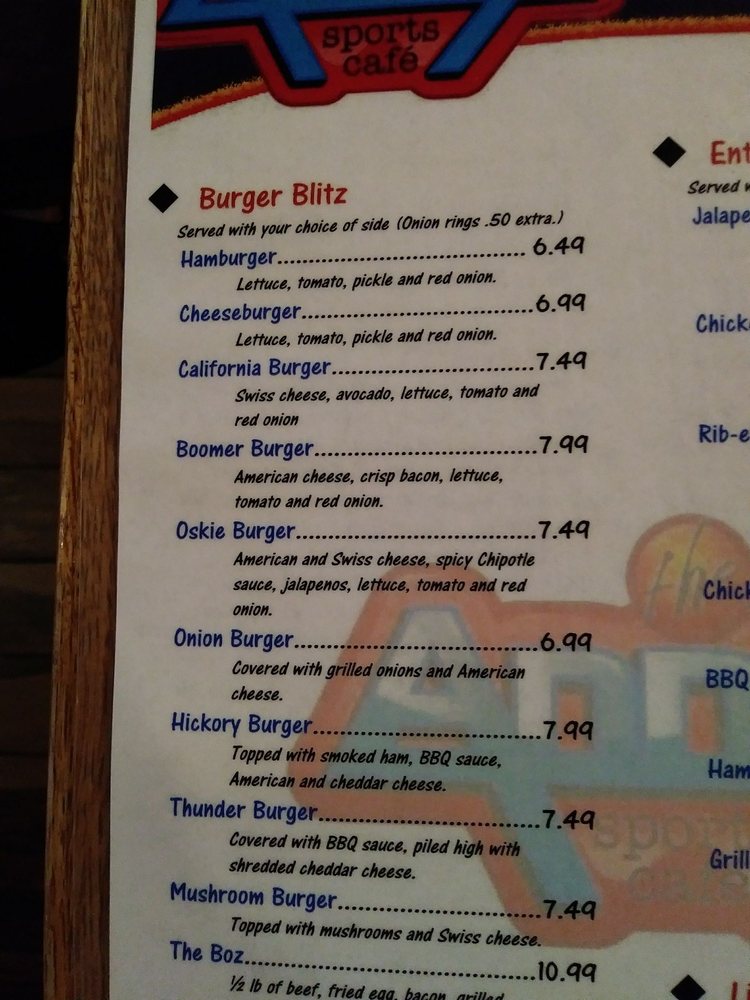 sports
café
Burger Blitz
Served with your choice of side (Onion rings .50 extra.)
Hamburger.......................................... 6.49
Lettuce, tomato, pickle and red onion.
Cheeseburger.......................................6.99
Lettuce, tomato, pickle and red onion.
California Burger...................................7.49
Swiss cheese, avocado, lettuce, tomato and
red onion
Boomer Burger......................................7.99
American cheese, crisp bacon, lettuce,
tomato and red onion.
Oskie Burger.........................................7.49
American and Swiss cheese, spicy Chipotle
sauce, jalapenos, lettuce, tomato and red
onion.
Onion Burger.........................................6.99
Covered with grilled onions and American
cheese.
Hickory Burger......................................7.99
Topped with smoked ham, BBQ sauce,
American and cheddar cheese.
Thunder Burger.....................................7.49
Covered with BBQ sauce, piled high with
shredded cheddar cheese.
Mushroom Burger..................................7.49
Topped with mushrooms and Swiss cheese.
The Boz................................................10.99
½ lb of beef, fried egg, bacon, grilled
Served
BBQ
the
sports
café